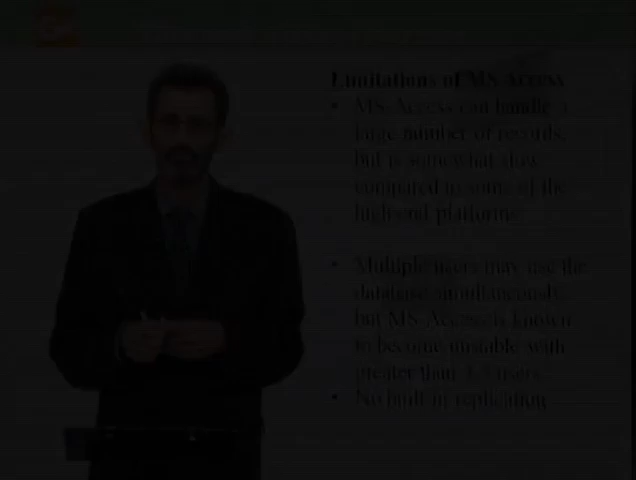 Limitations of MS-Access
• MS-Access can handle a
large number of records,
but is somewhat slow
compared to some of the
high-end platforms
• Multiple users may use the
database simultaneously
but MS-Access is known
to become unstable with
greater than users
• No built-in replication